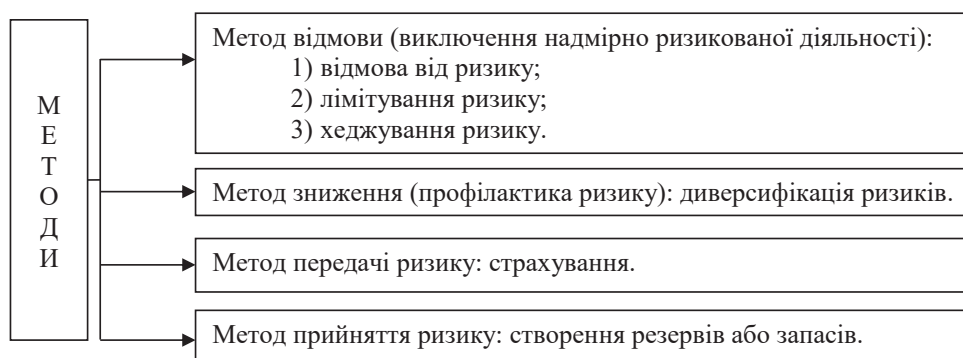 МЕТОДИ
Метод відмови (виключення надмірно ризикованої діяльності):
1) відмова від ризику;
2) лімітування ризику;
3) хеджування ризику.
Метод зниження (профілактика ризику): диверсифікація ризиків.
Метод передачі ризику: страхування.
Метод прийняття ризику: створення резервів або запасів.